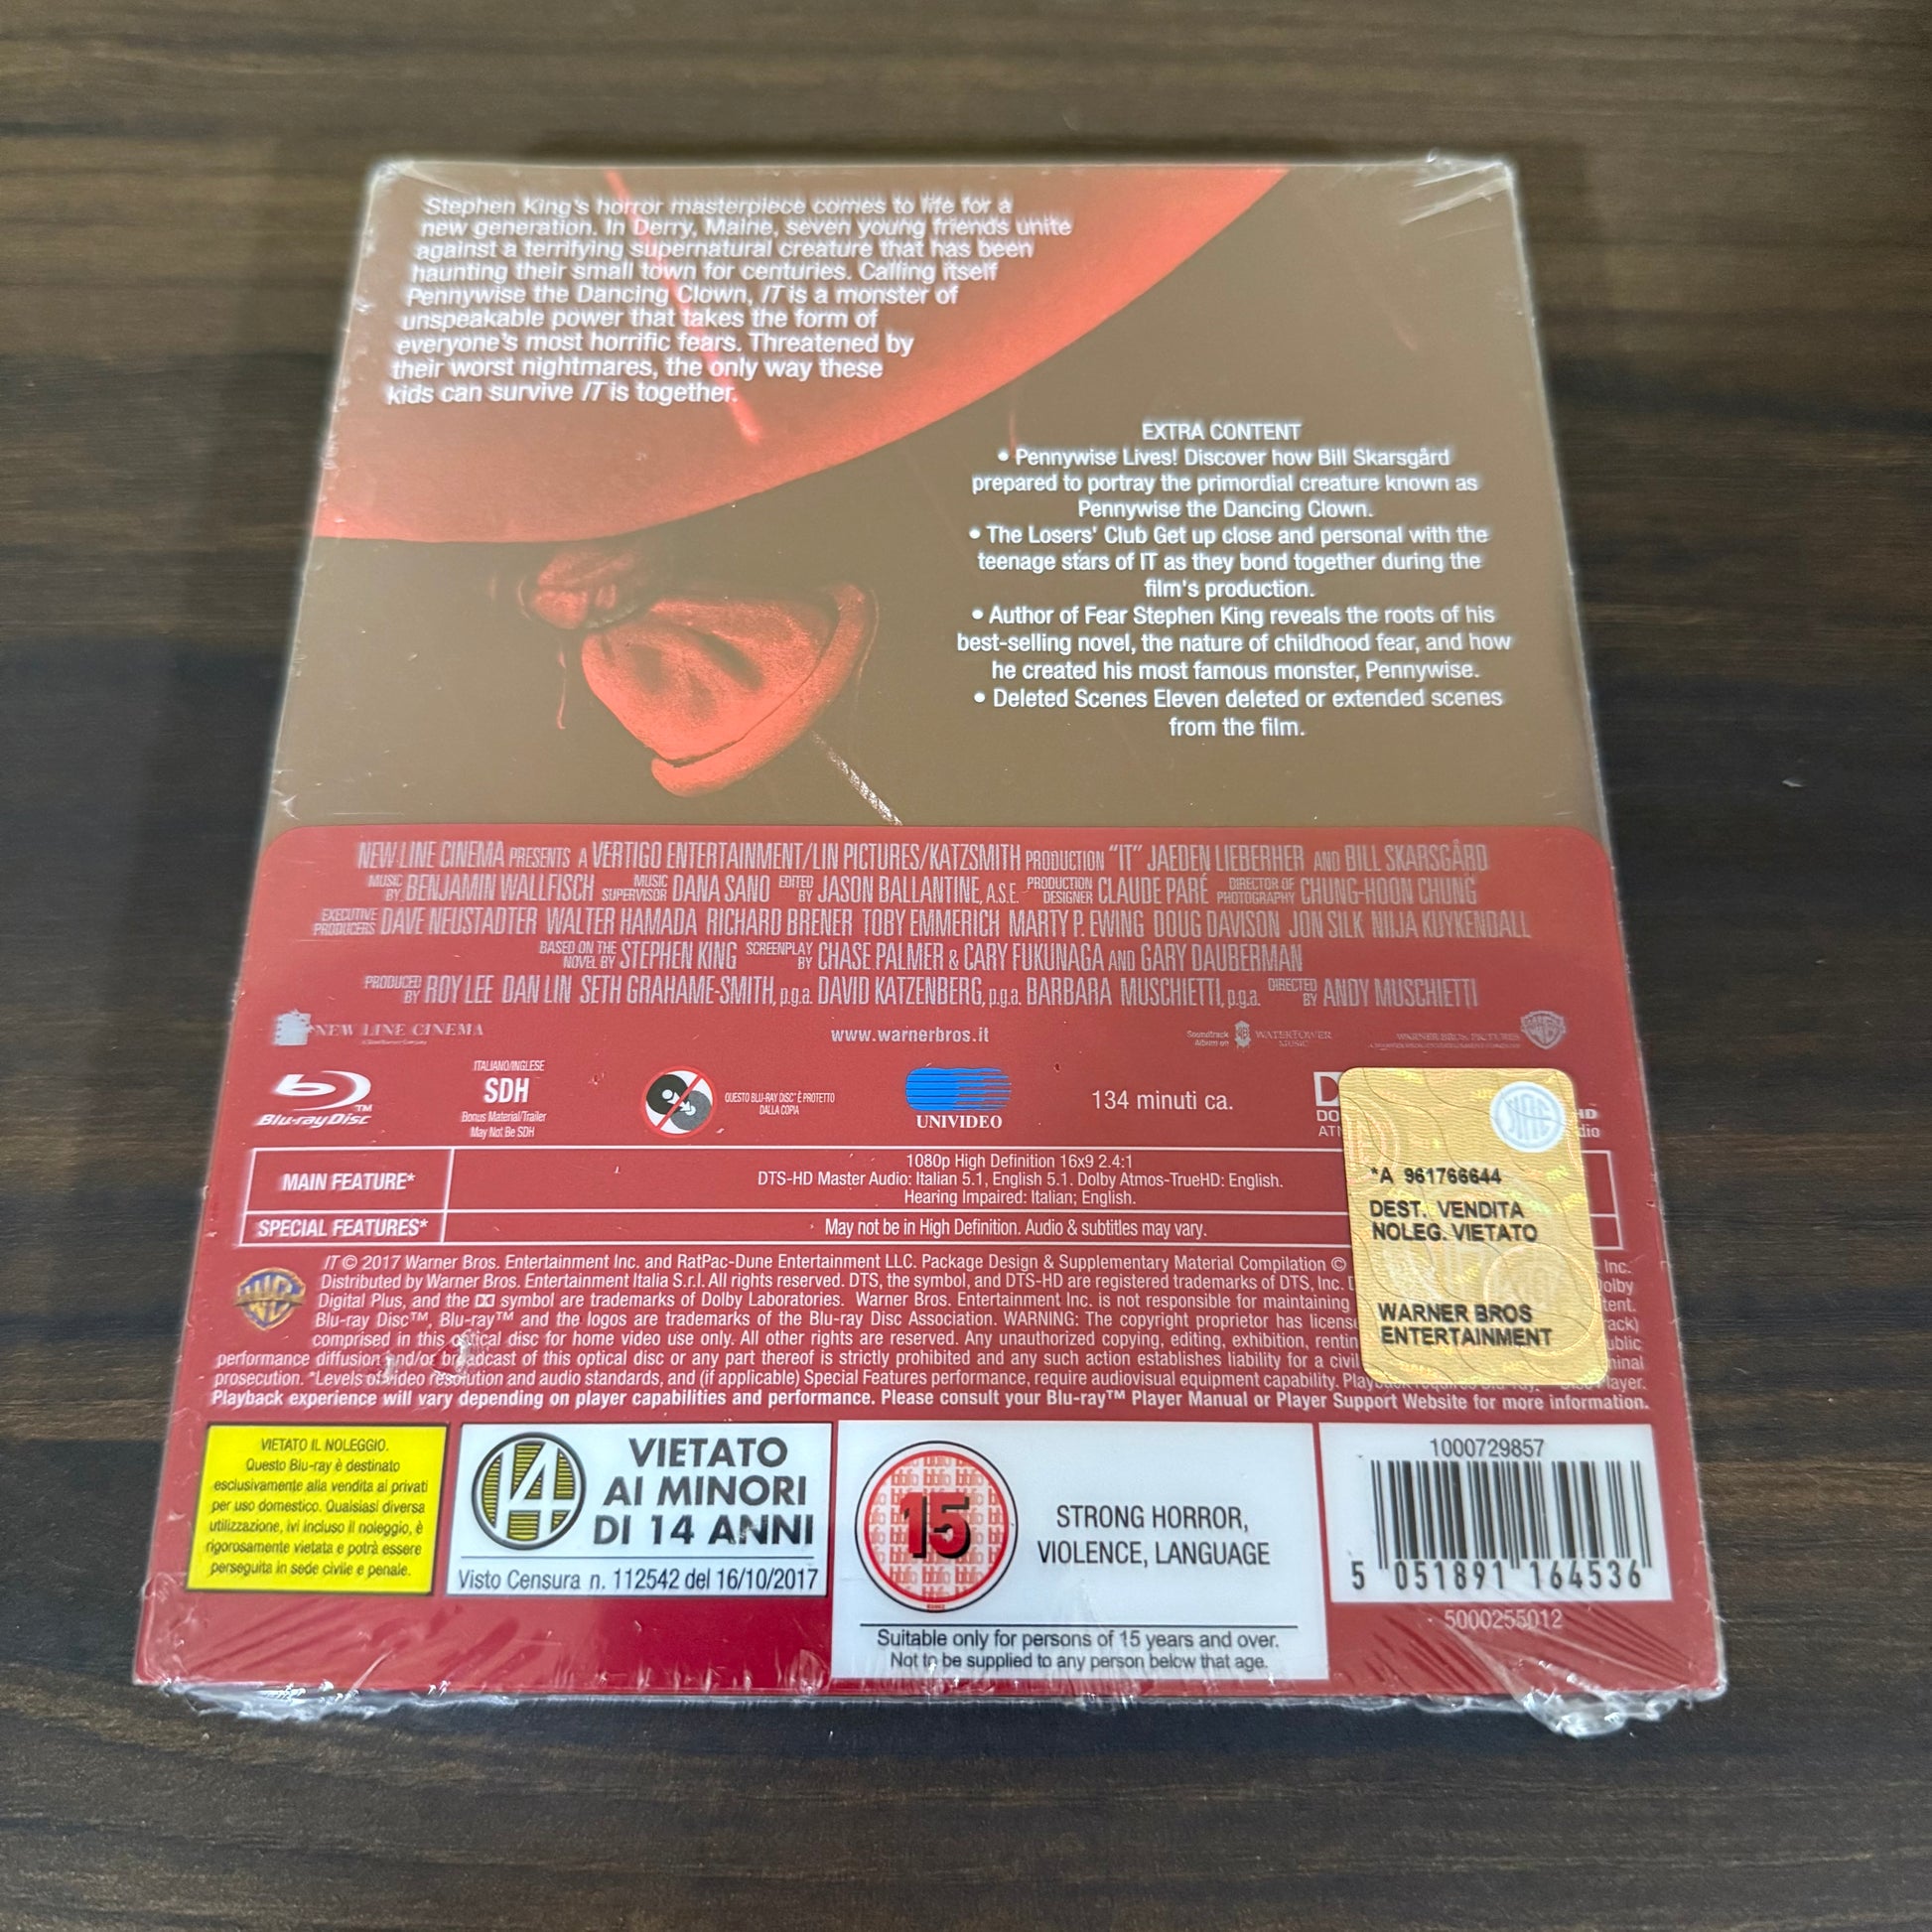 Stephen King's horror masterpiece comes to life for a
new generation. In Derry, Maine, seven young friends unite
against a terrifying supernatural creature that has been
haunting their small town for centuries. Calling itself
Pennywise the Dancing Clown, IT is a monster of
unspeakable power that takes the form of
everyone's most horrific fears. Threatened by
their worst nightmares, the only way these
kids can survive IT is together.
EXTRA CONTENT
• Pennywise Lives! Discover how Bill Skarsgård
prepared to portray the primordial creature known as
Pennywise the Dancing Clown.
• The Losers' Club Get up close and personal with the
teenage stars of IT as they bond together during the
film's production.
• Author of Fear Stephen King reveals the roots of his
best-selling novel, the nature of childhood fear, and how
he created his most famous monster, Pennywise.
• Deleted Scenes Eleven deleted or extended scenes
from the film.
NEW LINE CINEMA PRESENTS A VERTIGO ENTERTAINMENT/LIN PICTURES/KATZSMITH PRODUCTION "IT" JAEDEN LIEBERHER AND BILL SKARSGÅRD
MUSIC BY BENJAMIN WALLFISCH MUSIC SUPERVISOR DANA SANO EDITED BY JASON BALLANTINE, A.S.E. PRODUCTION DESIGNER CLAUDE PARÉ DIRECTOR OF PHOTOGRAPHY CHUNG-HOON CHUNG
EXECUTIVE PRODUCERS DAVE NEUSTADTER WALTER HAMADA RICHARD BRENER TOBY EMMERICH MARTY P. EWING DOUG DAVISON JON SILK NIIJA KUYKENDALL
BASED ON THE NOVEL BY STEPHEN KING SCREENPLAY BY CHASE PALMER & CARY FUKUNAGA AND GARY DAUBERMAN
PRODUCED BY ROY LEE DAN LIN SETH GRAHAME-SMITH, p.g.a. DAVID KATZENBERG, p.g.a. BARBARA MUSCHIETTI, p.g.a. DIRECTED BY ANDY MUSCHIETTI
NEW LINE CINEMA
www.warnerbros.it
Soundtrack Album on WATERTOWER MUSIC
WARNER BROS. PICTURES
Blu-ray Disc™
ITALIANO/INGLESE
SDH
Bonus Material/Trailer
May Not Be SDH
QUESTO BLU-RAY DISC™ È PROTETTO
DALLA COPIA
UNIVIDEO
134 minuti ca.
MAIN FEATURE*
1080p High Definition 16x9 2.4:1
DTS-HD Master Audio: Italian 5.1, English 5.1. Dolby Atmos-TrueHD: English.
Hearing Impaired: Italian; English.
SPECIAL FEATURES*
May not be in High Definition. Audio & subtitles may vary.
*A 961766644
DEST. VENDITA
NOLEG. VIETATO
WARNER BROS
ENTERTAINMENT
IT © 2017 Warner Bros. Entertainment Inc. and RatPac-Dune Entertainment LLC. Package Design & Supplementary Material Compilation © Inc.
Distributed by Warner Bros. Entertainment Italia S.r.l. All rights reserved. DTS, the symbol, and DTS-HD are registered trademarks of DTS, Inc.
Digital Plus, and the symbol are trademarks of Dolby Laboratories. Warner Bros. Entertainment Inc. is not responsible for maintaining
Blu-ray Disc™, Blu-ray™ and the logos are trademarks of the Blu-ray Disc Association. WARNING: The copyright proprietor has
comprised in this optical disc for home video use only. All other rights are reserved. Any unauthorized copying, editing, exhibition,
performance diffusion and/or broadcast of this optical disc or any part thereof is strictly prohibited and any such action establishes liability for a
prosecution. *Levels of video resolution and audio standards, and (if applicable) Special Features performance, require audiovisual equipment capability. Player.
Playback experience will vary depending on player capabilities and performance. Please consult your Blu-ray™ Player Manual or Player Support Website for more information.
VIETATO IL NOLEGGIO.
Questo Blu-ray è destinato
esclusivamente alla vendita ai privati
per uso domestico. Qualsiasi diversa
utilizzazione, ivi incluso il noleggio, è
rigorosamente vietata e potrà essere
perseguita in sede civile e penale.
14
VIETATO
AI MINORI
DI 14 ANNI
Visto Censura n. 112542 del 16/10/2017
15
STRONG HORROR,
VIOLENCE, LANGUAGE
Suitable only for persons of 15 years and over.
Not to be supplied to any person below that age.
1000729857
5 051891 164536
5000255012